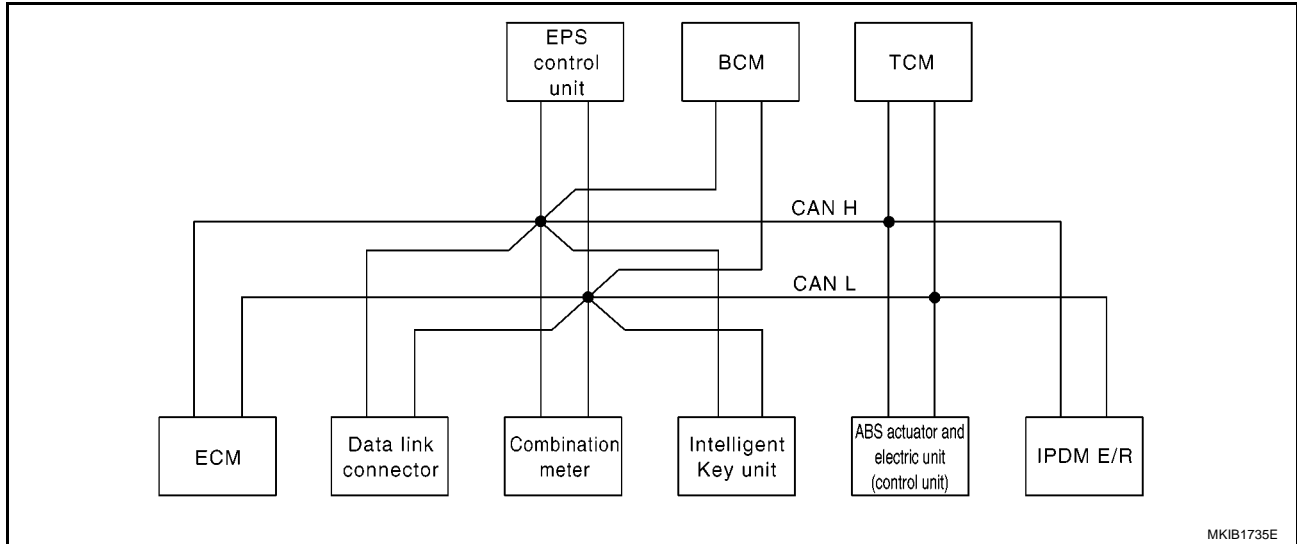 EPS
control
unit
BCM
TCM
CAN H
CAN L
ECM
Data link
connector
Combination
meter
Intelligent
Key unit
ABS actuator and
electric unit
(control unit)
IPDM E/R
MKIB1735E